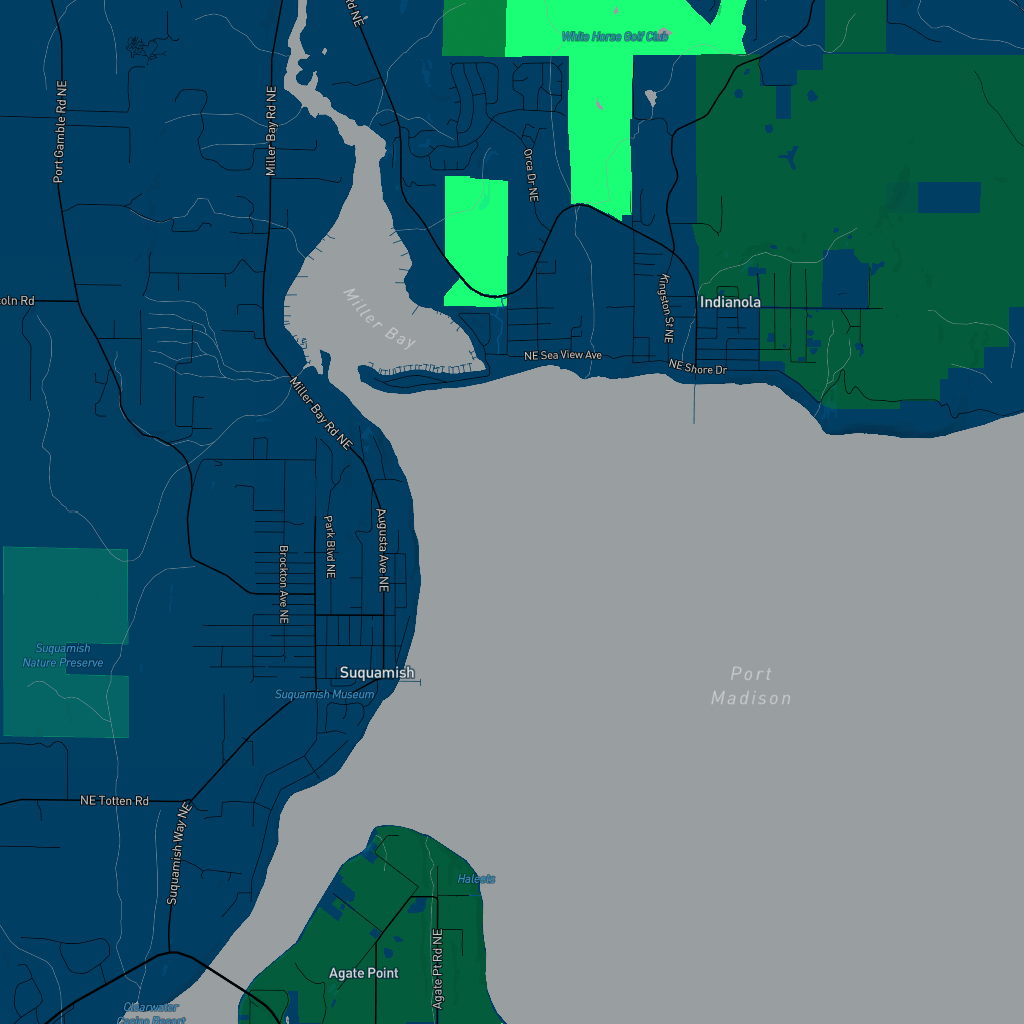 Rd NE
White Horse Golf Club
Port Gamble Rd NE
Miller Bay Rd NE
Orca Dr NE
Kingston St NE
coln Rd
Miller Bay
Indianola
NE Sea View Ave
NE Shore Dr
Miller Bay Rd NE
Park Blvd NE
Augusta Ave NE
Brockton Ave NE
Suquamish
Nature Preserve
Suquamish
Suquamish Museum
Port
Madison
NE Totten Rd
Suquamish Way NE
Haleets
Agate Point
Agate Pt Rd NE
Clearwater
Casino Resort